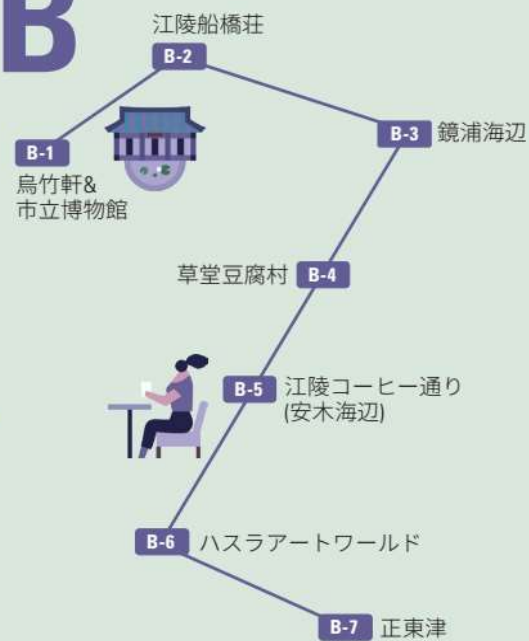 B
江陵船橋荘
B-2
B-3 鏡浦海辺
B-1
烏竹軒&
市立博物館
草堂豆腐村 B-4
B-5 江陵コーヒー通り
(安木海辺)
B-6 ハスラアートワールド
B-7 正東津